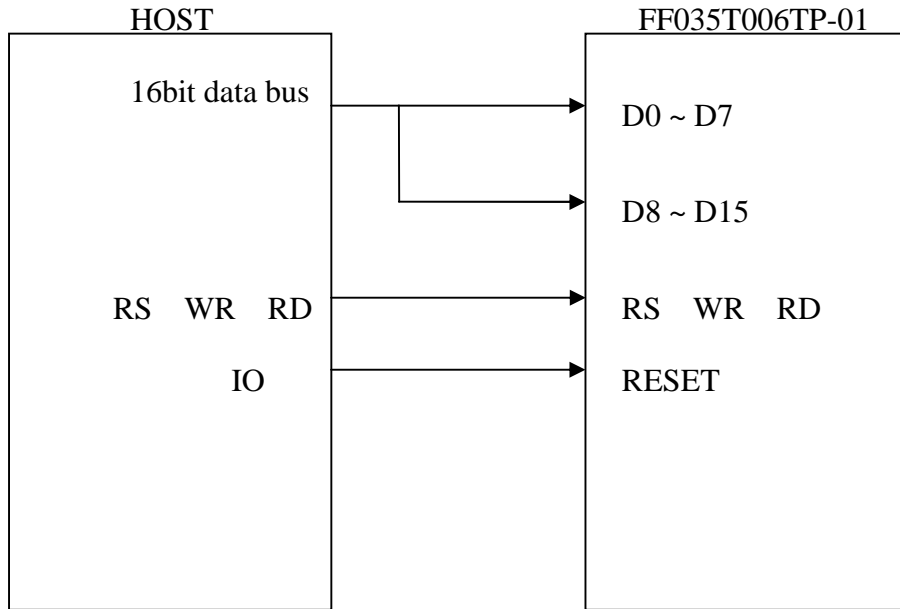 HOST
FF035T006TP-01
16bit data bus
D0 ~ D7
D8 ~ D15
RS WR RD
RS WR RD
IO
RESET